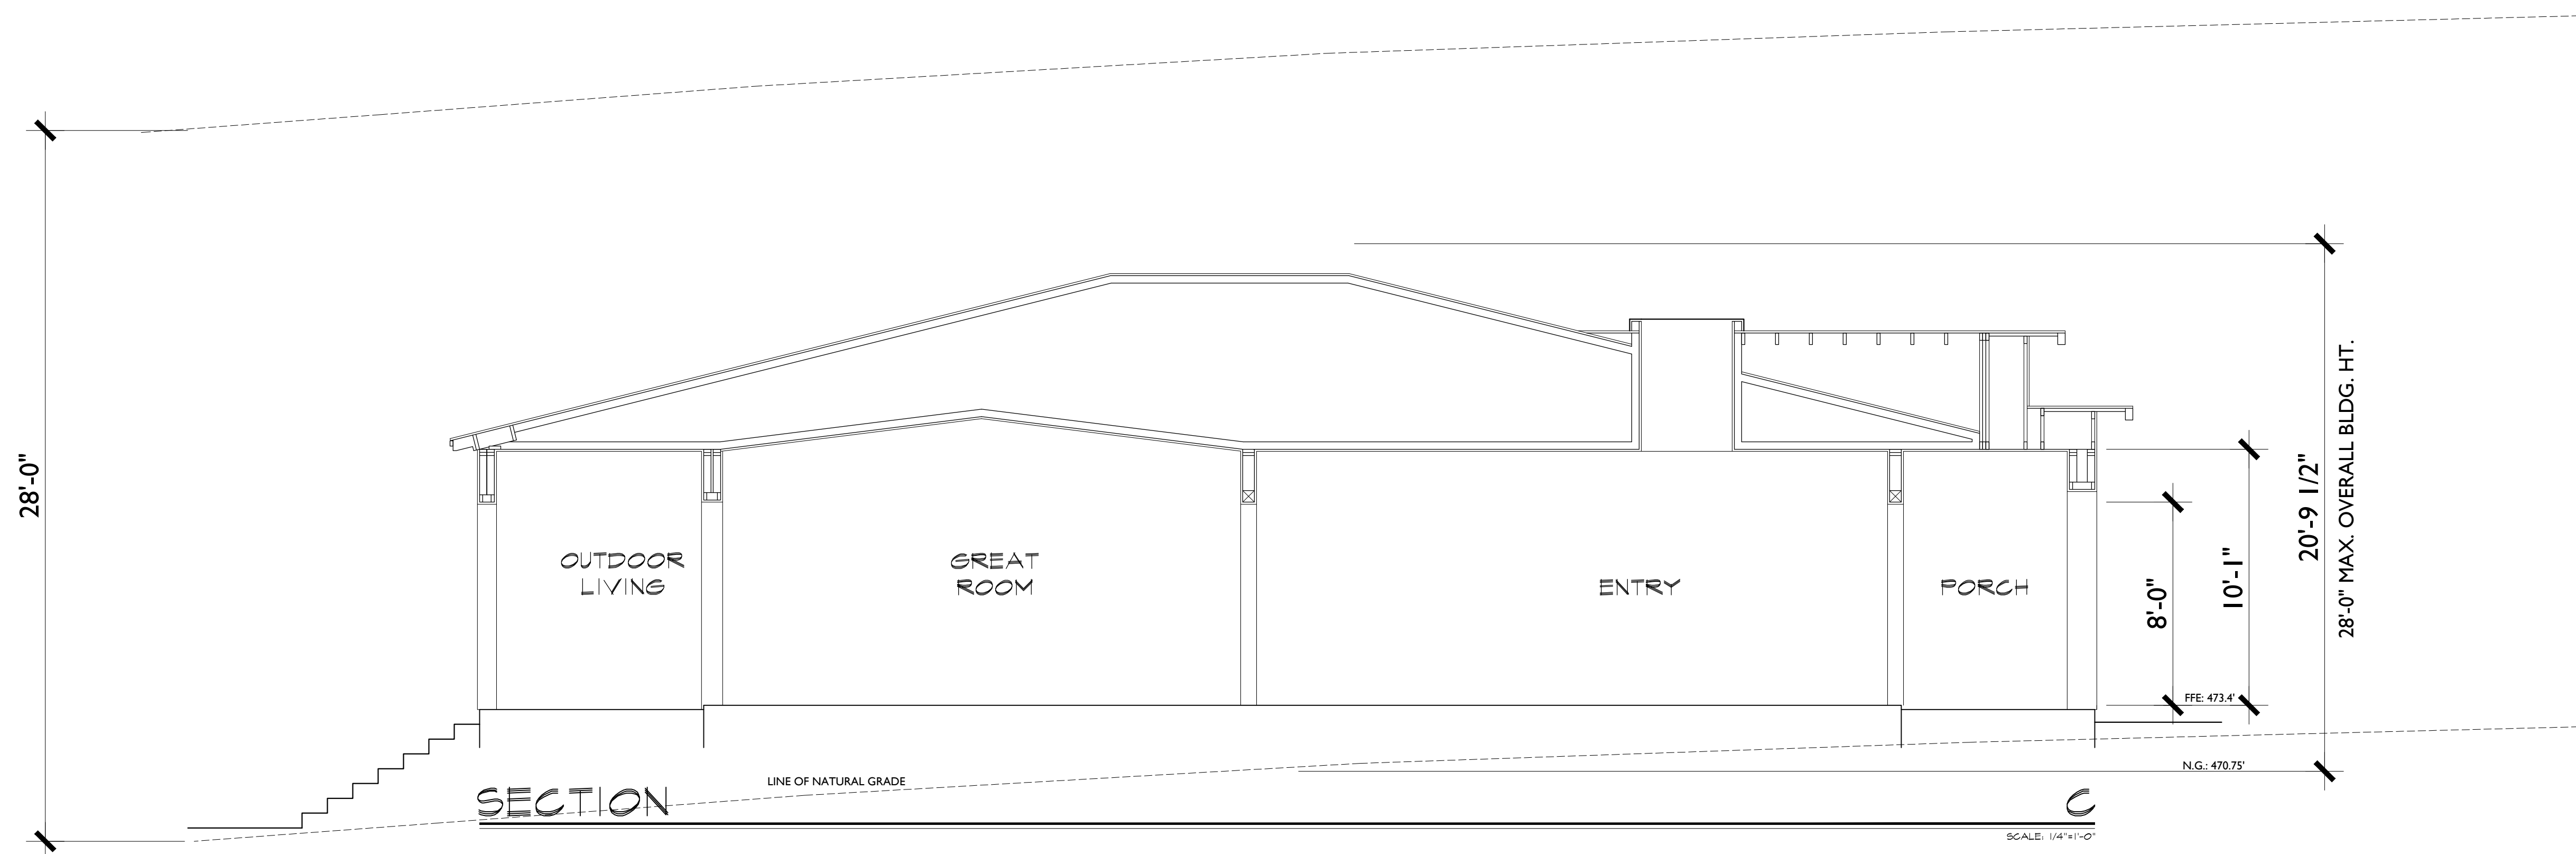 28'-0"
OUTDOOR
LIVING
GREAT
ROOM
ENTRY
PORCH
8'-0"
10'-1"
20'-9 1/2"
28'-0" MAX. OVERALL BLDG. HT.
FFE: 473.4'
N.G.: 470.75'
LINE OF NATURAL GRADE
SECTION
C
SCALE: 1/4"=1'-0"